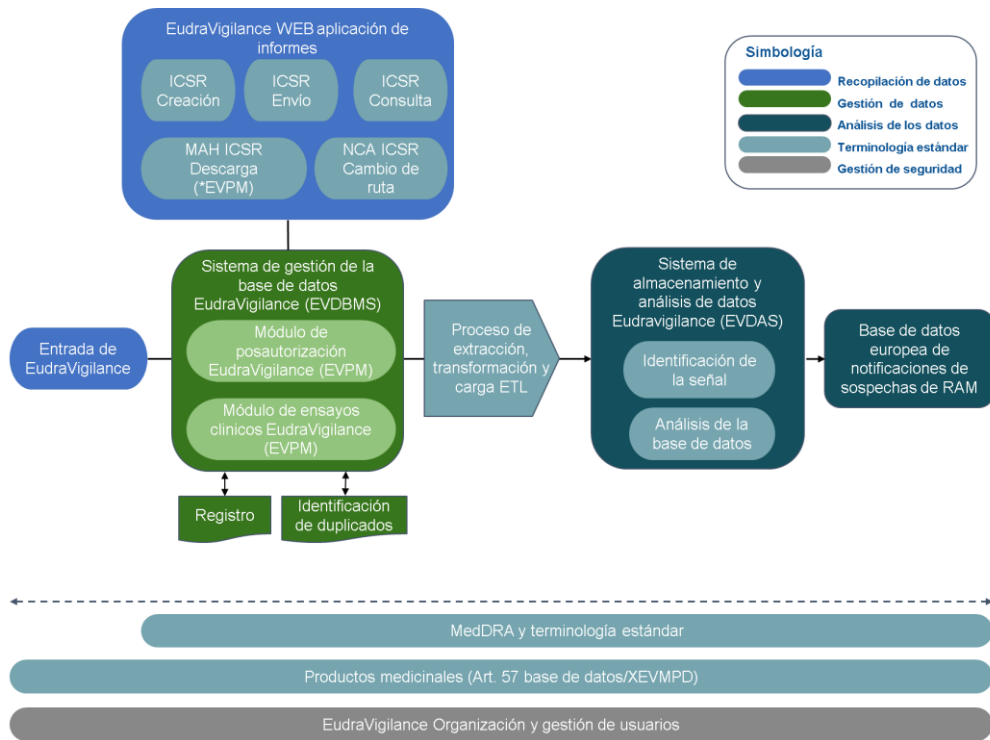 EudraVigilance WEB aplicación de
informes
ICSR
Creación
ICSR
Envío
ICSR
Consulta
MAH ICSR
Descarga
(*EVPM)
NCA ICSR
Cambio de
ruta
Simbología
Recopilación de datos
Gestión de datos
Análisis de los datos
Terminología estándar
Gestión de seguridad
Entrada de
EudraVigilance
Sistema de gestión de la
base de datos
EudraVigilance (EVDBMS)
Módulo de
posautorización
EudraVigilance (EVPM)
Módulo de ensayos
clinicos EudraVigilance
(EVPM)
Registro
Identificación
de duplicados
Proceso de
extracción,
transformación y
carga ETL
Sistema de
almacenamiento y
análisis de datos
Eudravigilance (EVDAS)
Identificación de
la señal
Análisis de la
base de datos
Base de datos
europea de
notificaciones de
sospechas de RAM
MedDRA y terminología estándar
Productos medicinales (Art. 57 base de datos/XEVMPD)
EudraVigilance Organización y gestión de usuarios